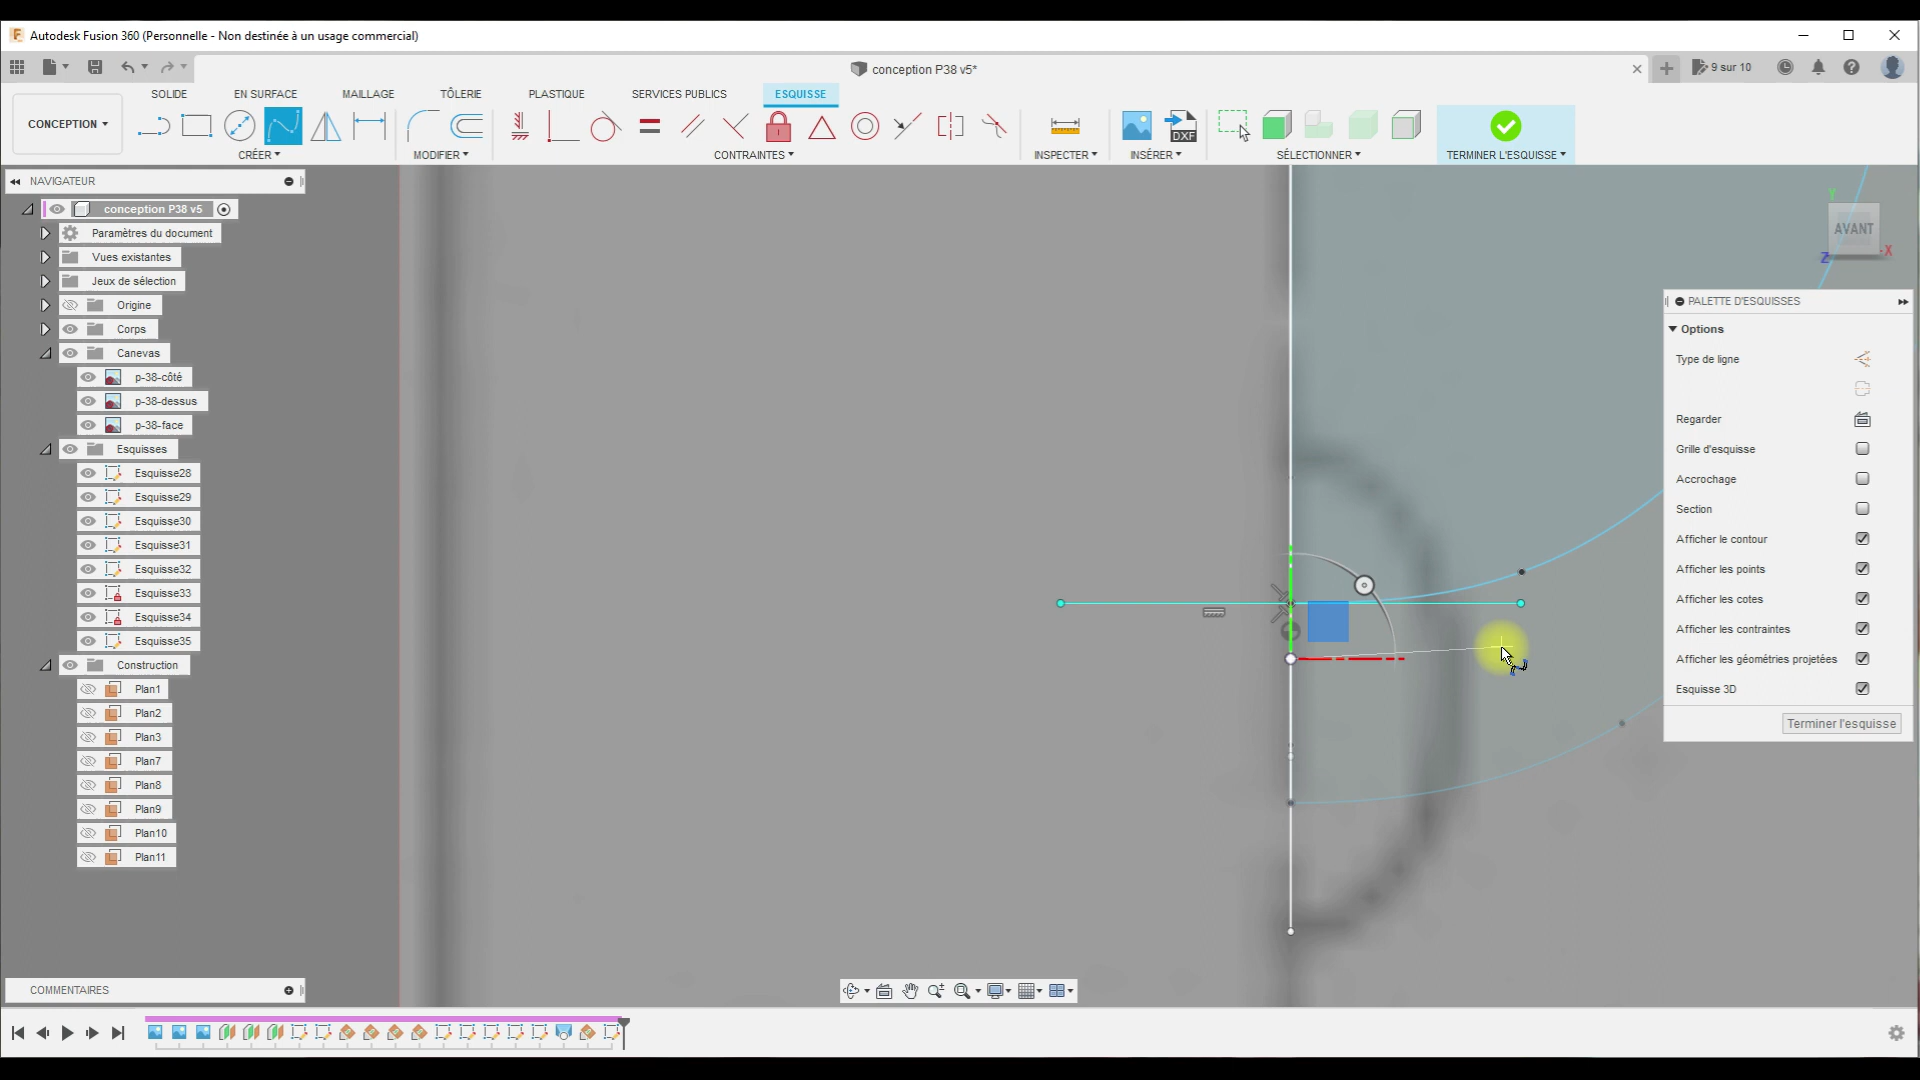 Autodesk Fusion 360 (Personnelle - Non destinée à un usage commercial)
conception P38 v5*
9 sur 10
SOLIDE
EN SURFACE
MAILLAGE
TÔLERIE
PLASTIQUE
SERVICES PUBLICS
ESQUISSE
CONCEPTION
DXF
CRÉER
MODIFIER
CONTRAINTES
INSPECTER
INSÉRER
SÉLECTIONNER
TERMINER L'ESQUISSE
NAVIGATEUR
conception P38 v5
Paramètres du document
Vues existantes
Jeux de sélection
Origine
Corps
Canevas
p-38-côté
p-38-dessus
p-38-face
Esquisses
Esquisse28
Esquisse29
Esquisse30
Esquisse31
Esquisse32
Esquisse33
Esquisse34
Esquisse35
Construction
Plan1
Plan2
Plan3
Plan7
Plan8
Plan9
Plan10
Plan11
Y
AVANT
Z
-X
PALETTE D'ESQUISSES
Options
Type de ligne
Regarder
Grille d'esquisse
Accrochage
Section
Afficher le contour
Afficher les points
Afficher les cotes
Afficher les contraintes
Afficher les géométries projetées
Esquisse 3D
Terminer l'esquisse
COMMENTAIRES